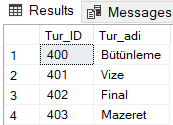 Results Messages
Tur_ID Tur_adi
1 400 Bütünleme
2 401 Vize
3 402 Final
4 403 Mazeret